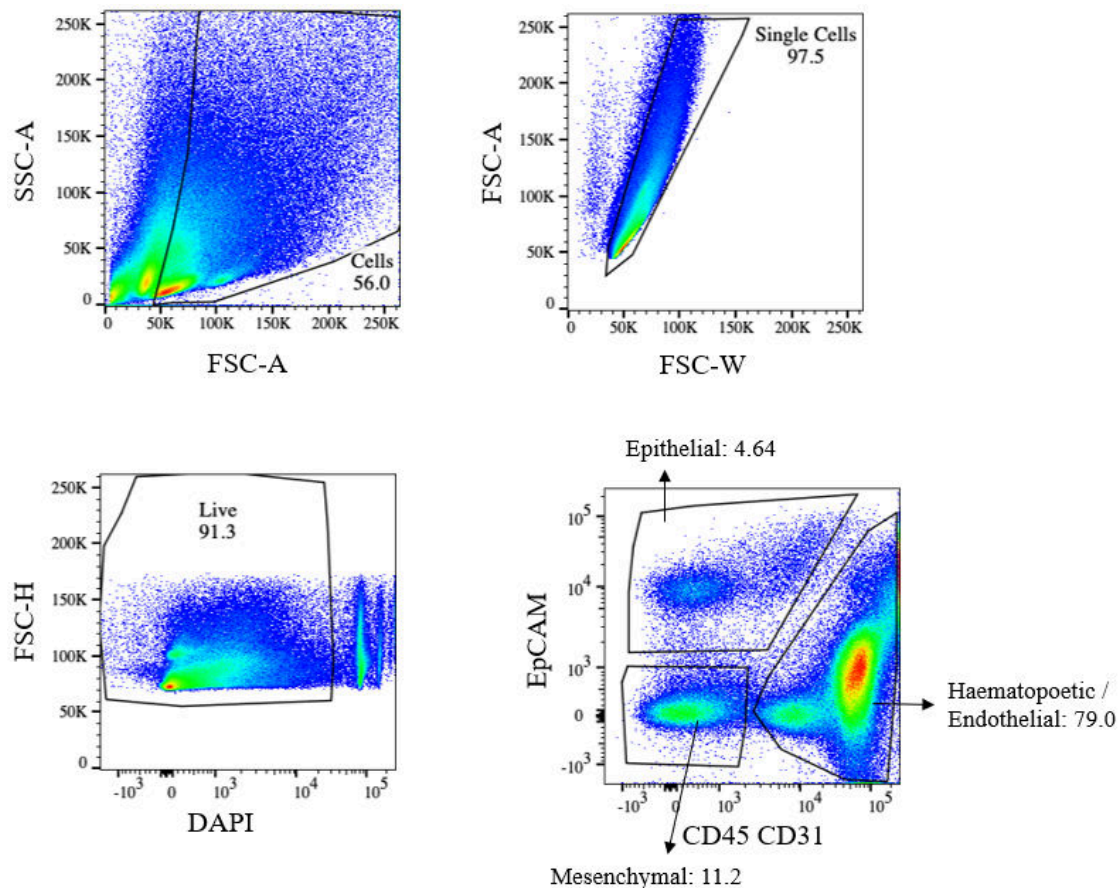 250K
200K
150K
100K
50K
0
SSC-A
Cells
56.0
0 50K 100K 150K 200K 250K
FSC-A
250K
200K
150K
100K
50K
0
FSC-A
Single Cells
97.5
0 50K 100K 150K 200K 250K
FSC-W
250K
200K
150K
100K
50K
0
FSC-H
Live
91.3
-10³ 0 10³ 10⁴ 10⁵
DAPI
Epithelial: 4.64
10⁵
10⁴
10³
0
-10³
EpCAM
Haematopoetic /
Endothelial: 79.0
-10³ 0 10³ 10⁴ 10⁵
CD45 CD31
Mesenchymal: 11.2